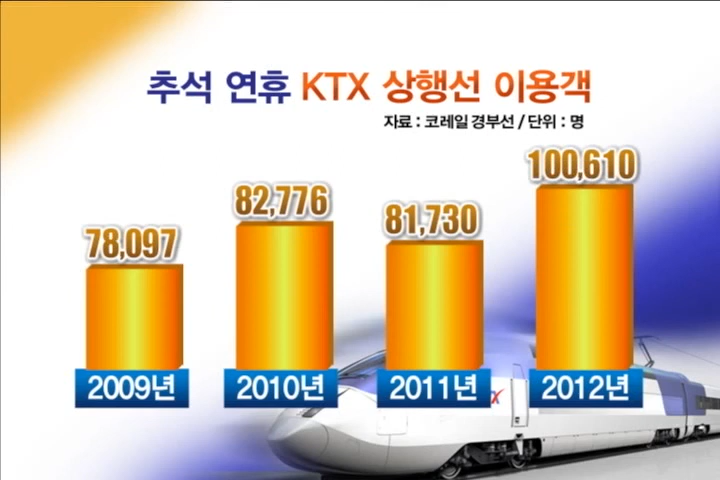 추석 연휴 KTX 상행선 이용객
자료 : 코레일 경부선 / 단위 : 명
78,097
82,776
81,730
100,610
2009년
2010년
2011년
2012년